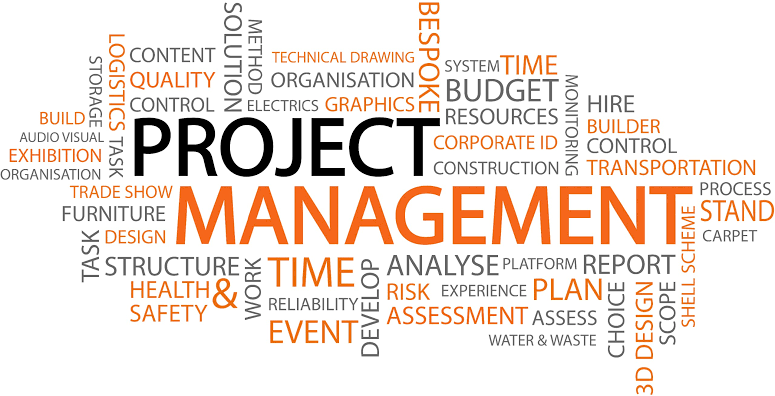 BESPOKE
SOLUTION
METHOD
LOGISTICS
STORAGE
CONTENT
QUALITY
CONTROL
TECHNICAL DRAWING
ORGANISATION
ELECTRICS GRAPHICS
SYSTEM TIME
BUDGET
RESOURCES
MONITORING
HIRE
BUILDER
CONTROL
TRANSPORTATION
BUILD
AUDIO VISUAL
EXHIBITION
ORGANISATION
TASK
PROJECT
CORPORATE ID
CONSTRUCTION
TRADE SHOW
FURNITURE
TASK
DESIGN
MANAGEMENT
PROCESS
STAND
CARPET
SHELL SCHEME
STRUCTURE
HEALTH &
SAFETY
WORK
TIME
RELIABILITY
EVENT
DEVELOP
ANALYSE PLATFORM REPORT
RISK EXPERIENCE PLAN
ASSESSMENT ASSESS
WATER & WASTE
CHOICE
3D DESIGN
SCOPE